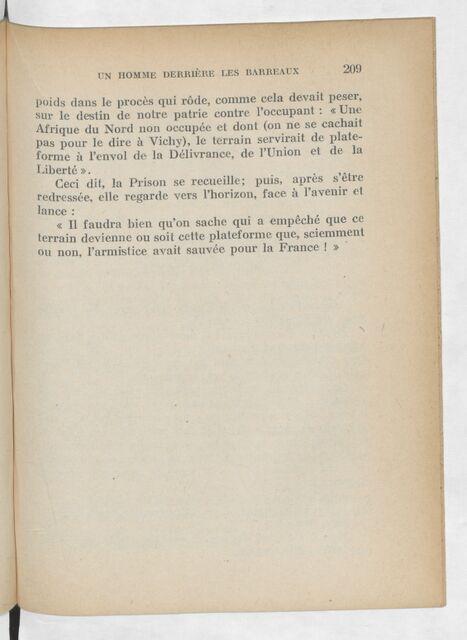 UN HOMME DERRIÈRE LES BARREAUX 209
poids dans le procès qui rôde, comme cela devait peser,
sur le destin de notre patrie contre l'occupant : « Une
Afrique du Nord non occupée et dont (on ne se cachait
pas pour le dire à Vichy), le terrain servirait de plate-
forme à l'envol de la Délivrance, de l'Union et de la
Liberté ».
Ceci dit, la Prison se recueille; puis, après s'être
redressée, elle regarde vers l'horizon, face à l'avenir et
lance :
« Il faudra bien qu'on sache qui a empêché que ce
terrain devienne ou soit cette plateforme que, sciemment
ou non, l'armistice avait sauvée pour la France ! »